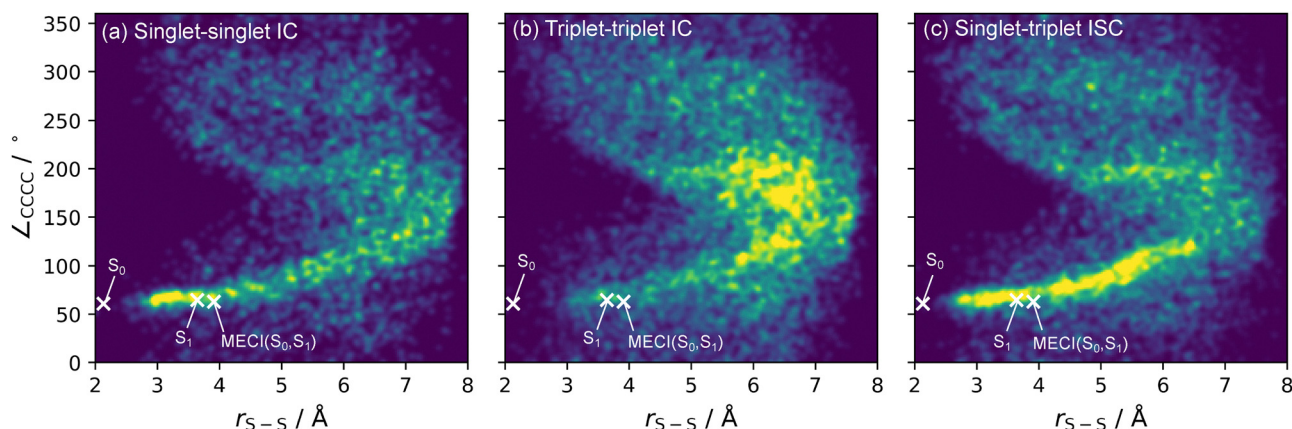 (a) Singlet-singlet IC
(b) Triplet-triplet IC
(c) Singlet-triplet ISC
∠CCCC / °
350
300
250
200
150
100
50
0
S₀
S₁
MECI(S₀,S₁)
S₀
S₁
MECI(S₀,S₁)
S₀
S₁
MECI(S₀,S₁)
2 3 4 5 6 7 8
2 3 4 5 6 7 8
2 3 4 5 6 7 8
rS−S / Å
rS−S / Å
rS−S / Å